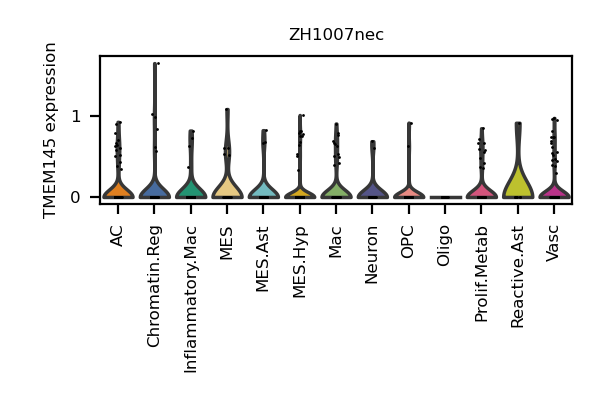 ZH1007nec
TMEM145 expression
1
0
AC
Chromatin.Reg
Inflammatory.Mac
MES
MES.Ast
MES.Hyp
Mac
Neuron
OPC
Oligo
Prolif.Metab
Reactive.Ast
Vasc